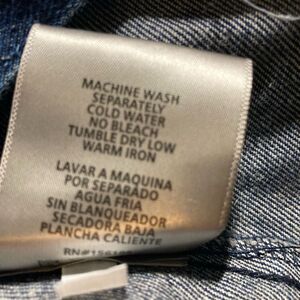 MACHINE WASH
SEPARATELY
COLD WATER
NO BLEACH
TUMBLE DRY LOW
WARM IRON
LAVAR A MAQUINA
POR SEPARADO
AGUA FRIA
SIN BLANQUEADOR
SECADORA BAJA
PLANCHA CALIENTE